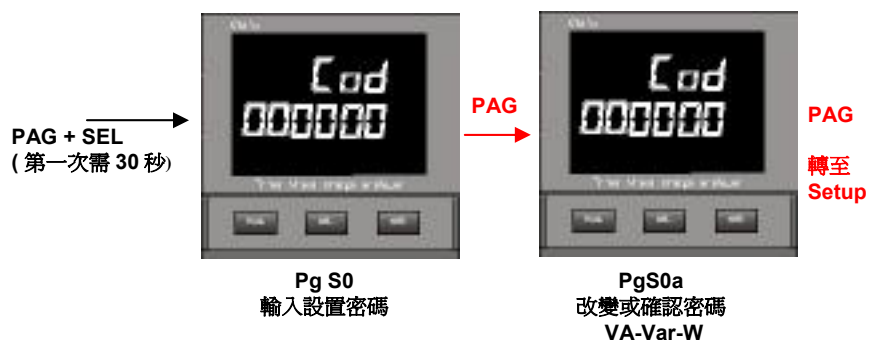 PAG + SEL
( 第一次需 30 秒)
Cod
000000
Pg S0
輸入設置密碼
PAG
Cod
000000
PgS0a
改變或確認密碼
VA-Var-W
PAG
轉至
Setup